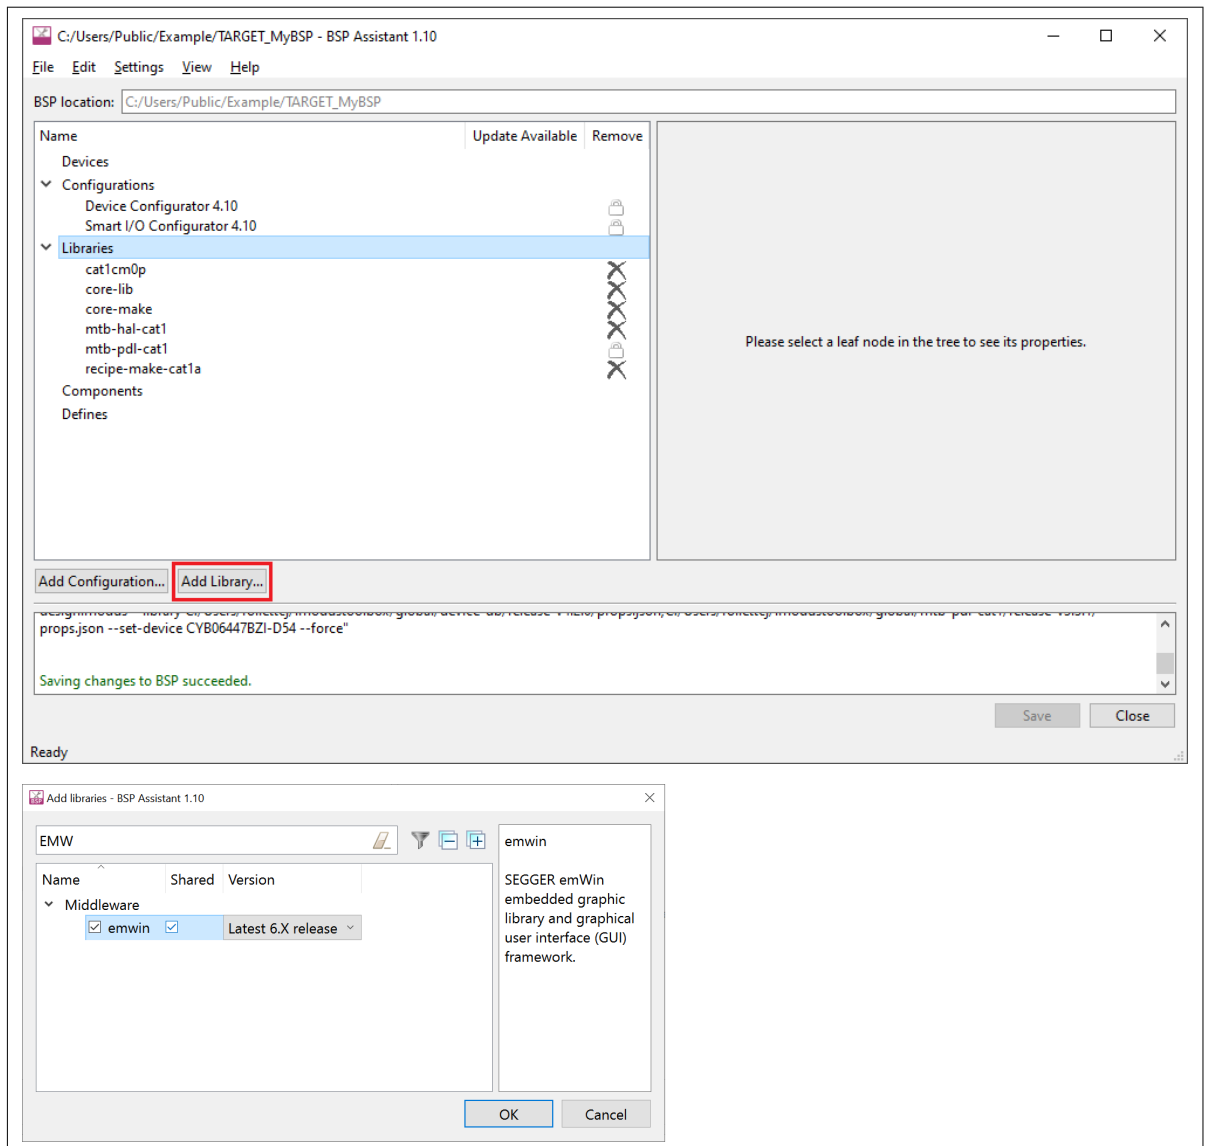 C:/Users/Public/Example/TARGET_MyBSP - BSP Assistant 1.10
File Edit Settings View Help
BSP location: C:/Users/Public/Example/TARGET_MyBSP
Name Update Available Remove
Devices
Configurations
Device Configurator 4.10
Smart I/O Configurator 4.10
Libraries
cat1cm0p
core-lib
core-make
mtb-hal-cat1
mtb-pdl-cat1
recipe-make-cat1a
Components
Defines
Please select a leaf node in the tree to see its properties.
Add Configuration... Add Library...
props.json --set-device CYB06447BZI-D54 --force"
Saving changes to BSP succeeded.
Save Close
Ready
BSP Add libraries - BSP Assistant 1.10
EMW
Name Shared Version
Middleware
emwin Latest 6.X release
emwin
SEGGER emWin
embedded graphic
library and graphical
user interface (GUI)
framework.
OK Cancel